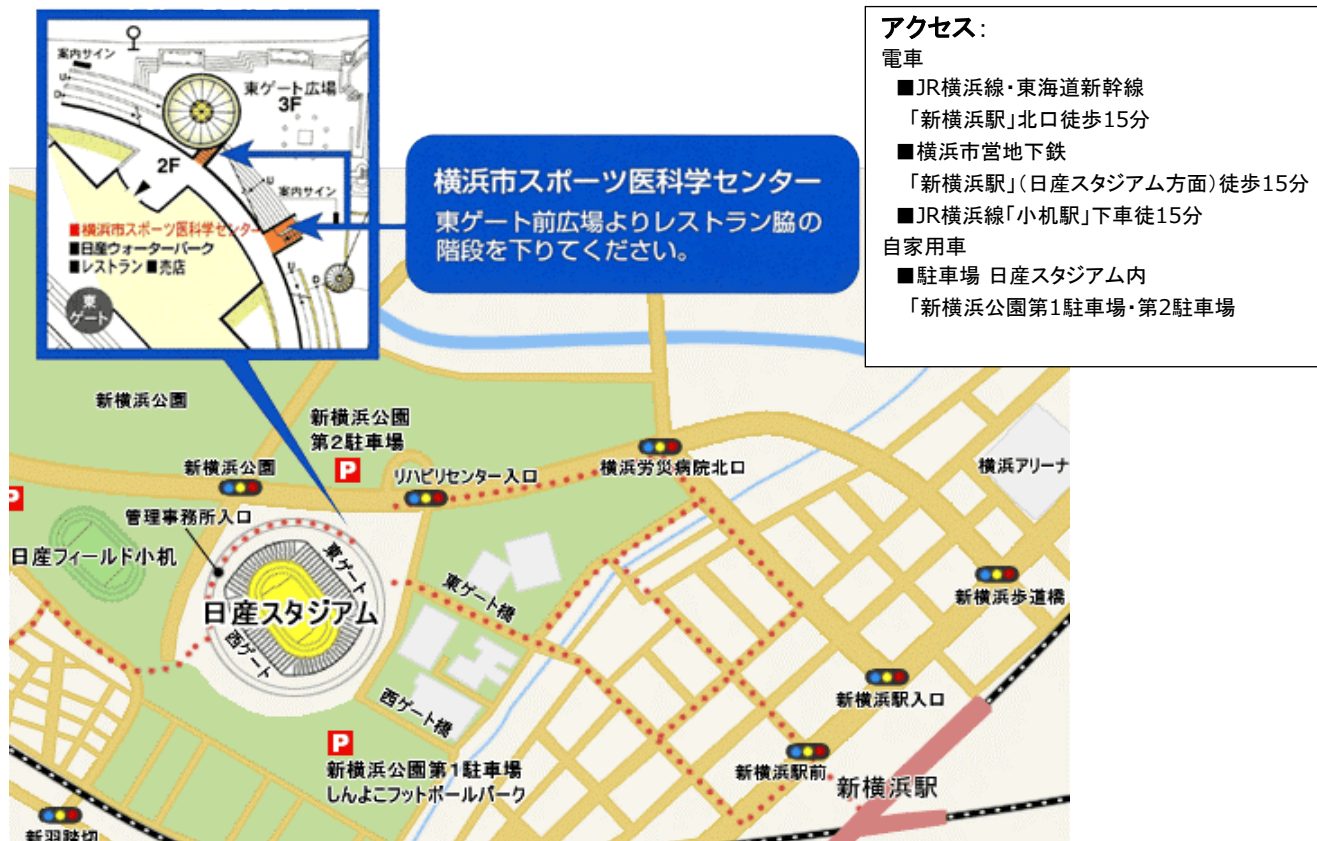 案内サイン
U
D
東ゲート広場
3F
2F
U
案内サイン
■横浜市スポーツ医科学センター
■日産ウォーターパーク
■レストラン■売店
U
D
東
ゲート
横浜市スポーツ医科学センター
東ゲート前広場よりレストラン脇の
階段を下りてください。
アクセス:
電車
■JR横浜線・東海道新幹線
「新横浜駅」北口徒歩15分
■横浜市営地下鉄
「新横浜駅」(日産スタジアム方面)徒歩15分
■JR横浜線「小机駅」下車徒15分
自家用車
■駐車場 日産スタジアム内
「新横浜公園第1駐車場・第2駐車場
新横浜公園
新横浜公園
第2駐車場
P
新横浜公園
リハビリセンター入口
横浜労災病院北口
横浜アリーナ
P
管理事務所入口
日産フィールド小机
東ゲート
日産スタジアム
西ゲート
東ゲート橋
新横浜歩道橋
西ゲート橋
新横浜駅入口
P
新横浜公園第1駐車場
しんよこフットボールパーク
新横浜駅前
新横浜駅
新羽踏切